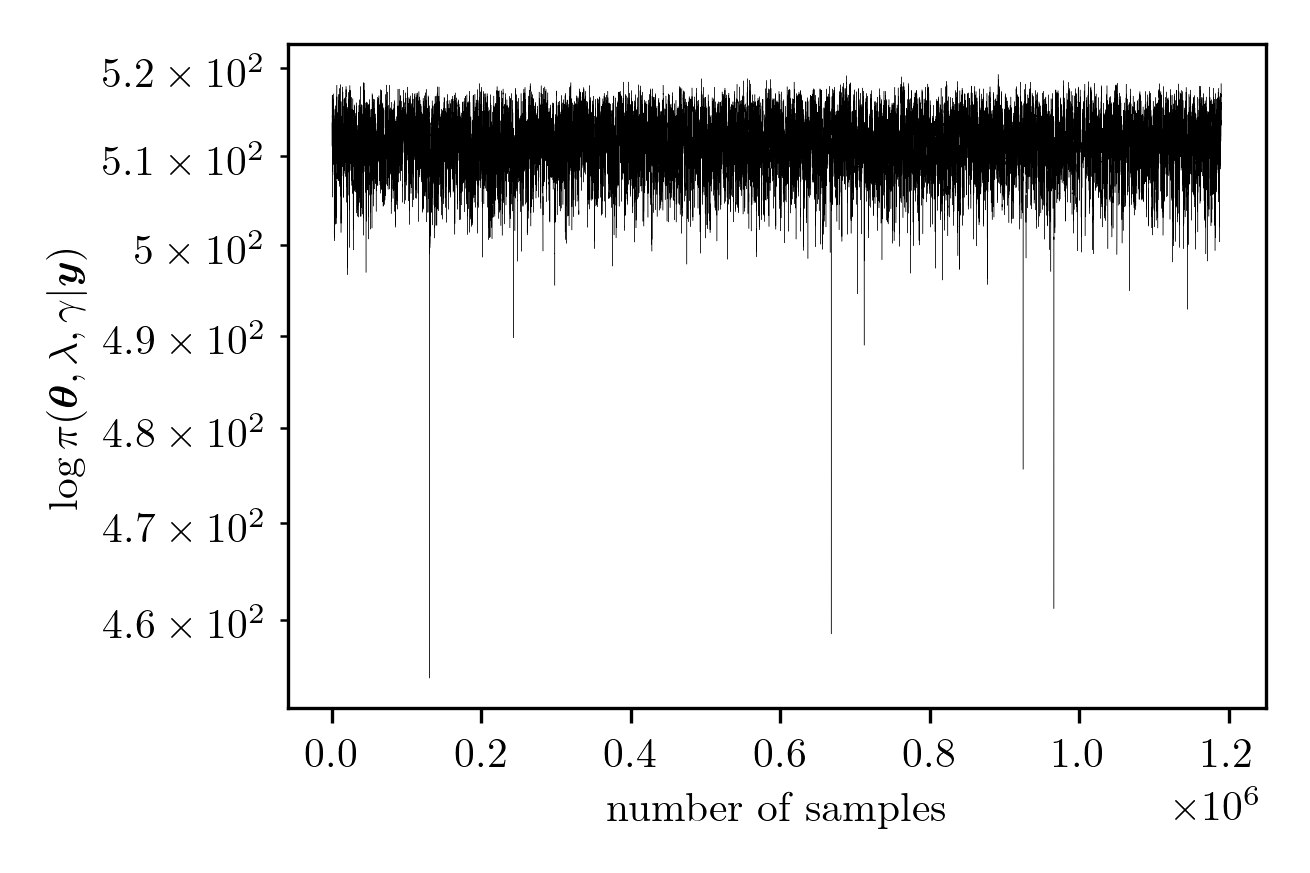 5.2 × 10²
5.1 × 10²
5 × 10²
4.9 × 10²
4.8 × 10²
4.7 × 10²
4.6 × 10²
log π(θ, λ, γ|y)
0.0 0.2 0.4 0.6 0.8 1.0 1.2
×10⁶
number of samples